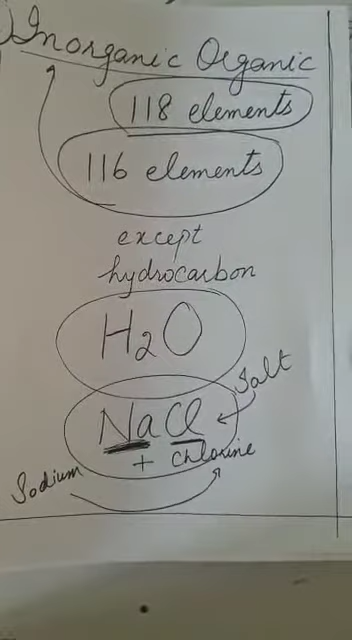 Inorganic Organic
118 elements
116 elements
except
hydrocarbon
H2O
Salt
NaCl
+ Chlorine
Sodium